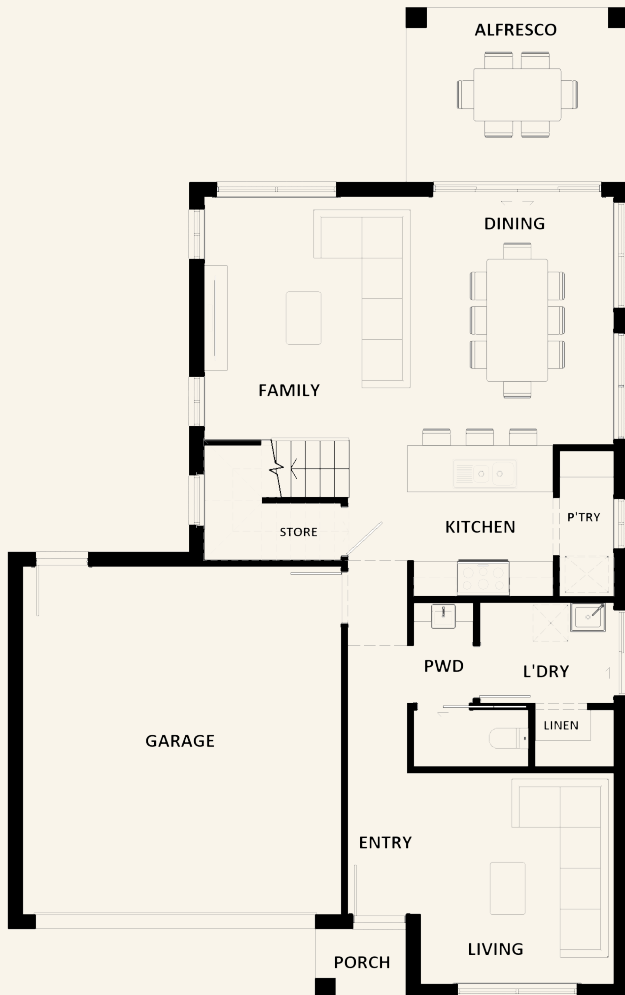 ALFRESCO
DINING
FAMILY
STORE
KITCHEN
P'TRY
PWD
L'DRY
LINEN
GARAGE
ENTRY
LIVING
PORCH